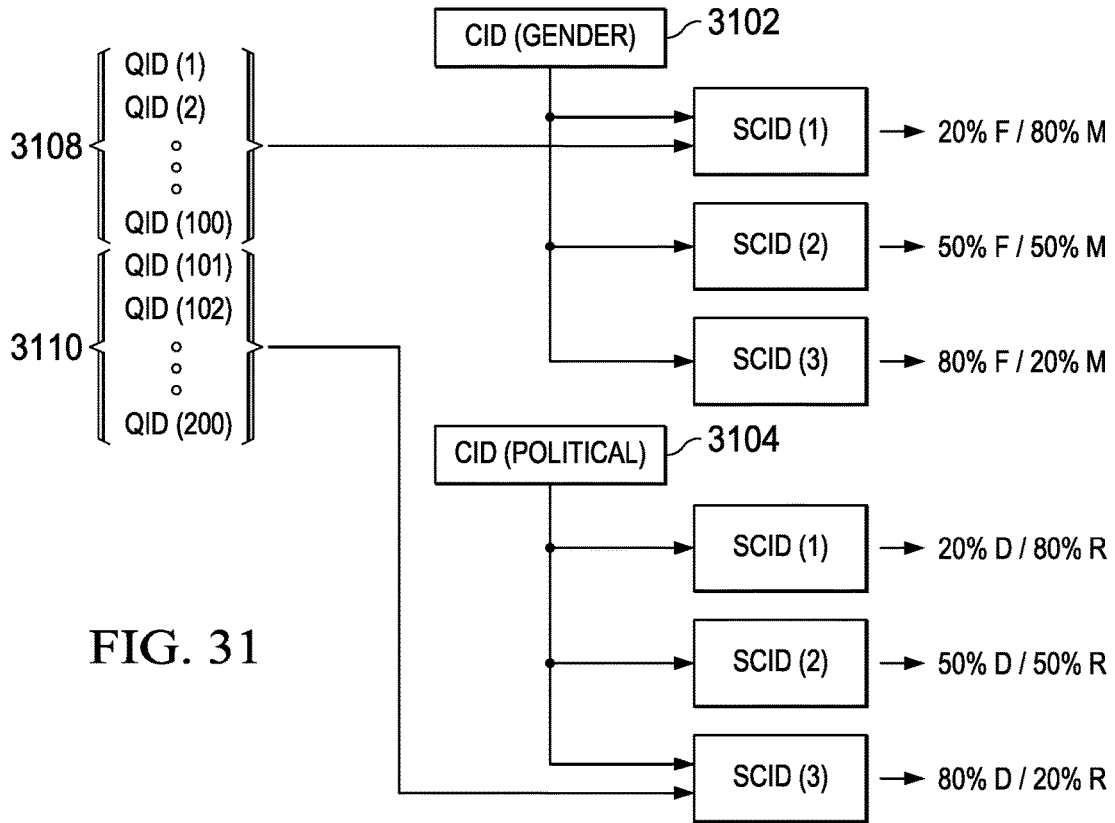 CID (GENDER)
3102
3108
QID (1)
QID (2)
QID (100)
3110
QID (101)
QID (102)
QID (200)
SCID (1)
20% F / 80% M
SCID (2)
50% F / 50% M
SCID (3)
80% F / 20% M
CID (POLITICAL)
3104
SCID (1)
20% D / 80% R
SCID (2)
50% D / 50% R
SCID (3)
80% D / 20% R
FIG. 31